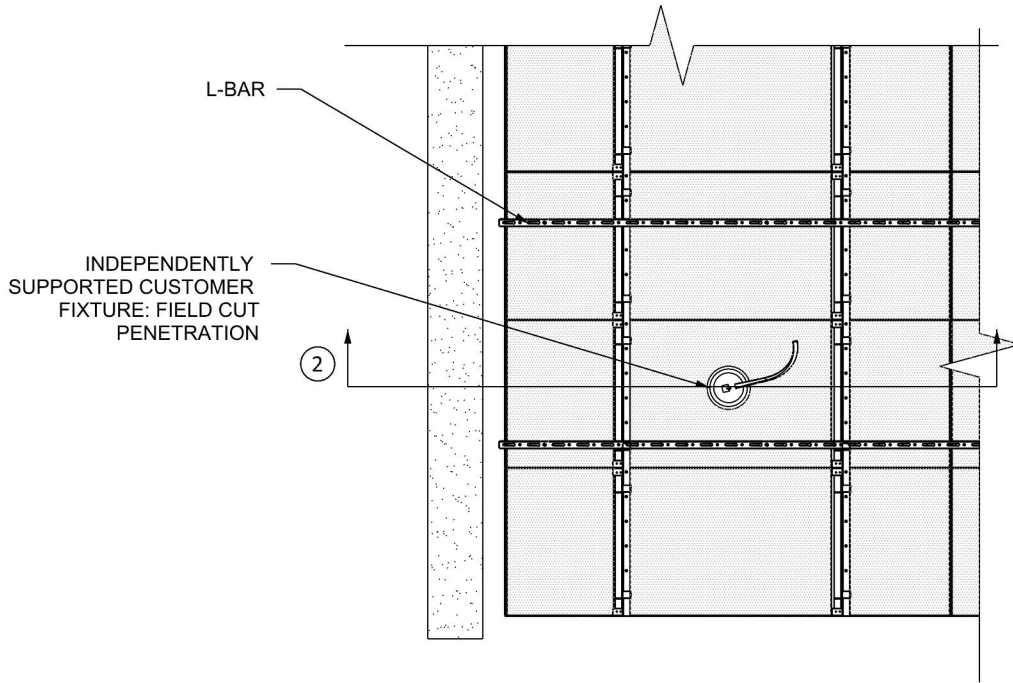 L-BAR
INDEPENDENTLY
SUPPORTED CUSTOMER
FIXTURE: FIELD CUT
PENETRATION
2